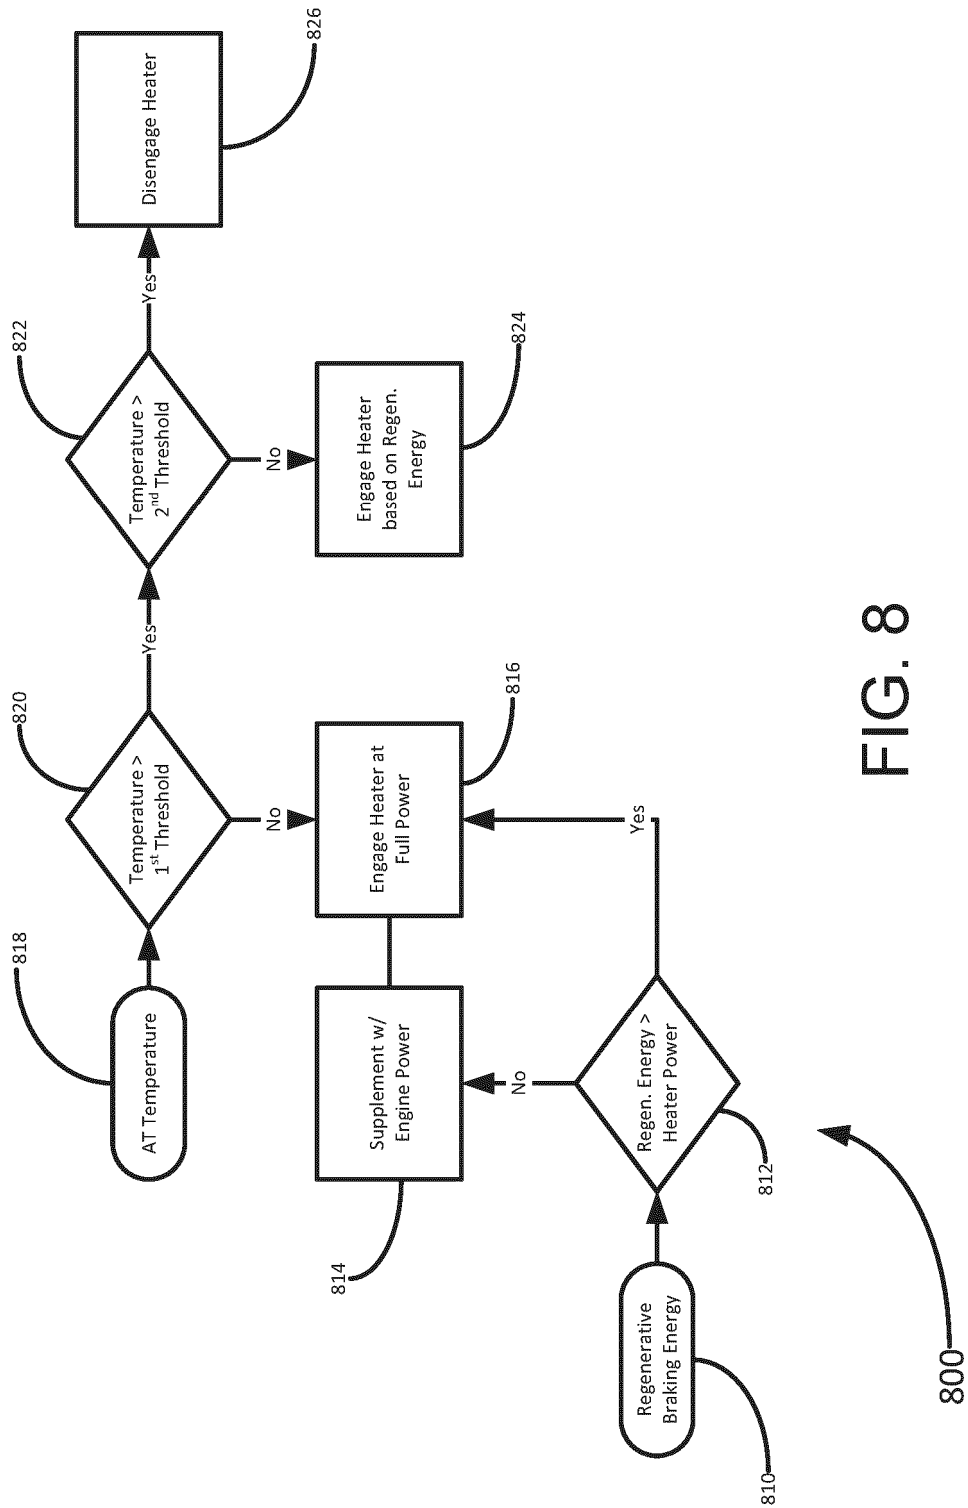 818
AT Temperature
820
Temperature >
1st Threshold
Yes
822
Temperature >
2nd Threshold
Yes
Disengage Heater
826
No
No
814
Supplement w/
Engine Power
Engage Heater at
Full Power
816
Engage Heater
based on Regen.
Energy
824
No
Yes
810
Regenerative
Braking Energy
812
Regen. Energy >
Heater Power
800
FIG. 8